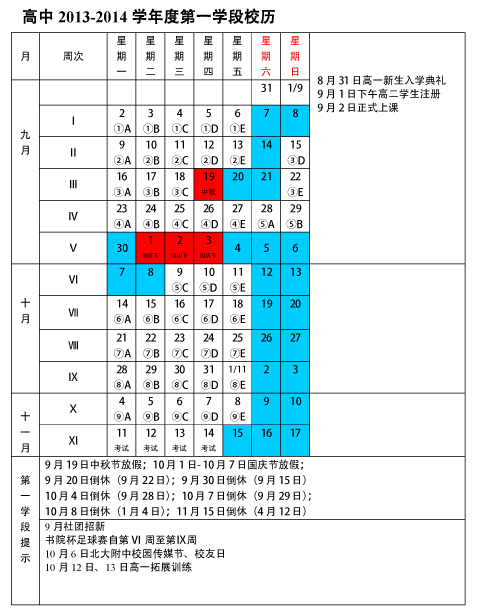 高中 2013-2014 学年度第一学段校历
月 周次 星期一 星期二 星期三 星期四 星期五 星期六 星期日
31 1/9
8 月 31 日高一新生入学典礼
9 月 1 日下午高二学生注册
9 月 2 日正式上课
九月
I 2 3 4 5 6 7 8
①A ①B ①C ①D ①E
II 9 10 11 12 13 14 15
②A ②B ②C ②D ②E ③D
III 16 17 18 19 20 21 22
③A ③B ③C 中秋 ③E
IV 23 24 25 26 27 28 29
④A ④B ④C ④D ④E ⑤A ⑤B
V 30 1 2 3 4 5 6
国庆节 国庆节 国庆节
十月
VI 7 8 9 10 11 12 13
⑤C ⑤D ⑤E
VII 14 15 16 17 18 19 20
⑥A ⑥B ⑥C ⑥D ⑥E
VIII 21 22 23 24 25 26 27
⑦A ⑦B ⑦C ⑦D ⑦E
IX 28 29 30 31 1/11 2 3
⑧A ⑧B ⑧C ⑧D ⑧E
十一月
X 4 5 6 7 8 9 10
⑨A ⑨B ⑨C ⑨D ⑨E
XI 11 12 13 14 15 16 17
考试 考试 考试 考试
第一学段提示
9 月 19 日中秋节放假；10 月 1 日- 10 月 7 日国庆节放假；
9 月 20 日倒休（9 月 22 日）；9 月 30 日倒休（9 月 15 日）
10 月 4 日倒休（9 月 28 日）；10 月 7 日倒休（9 月 29 日）；
10 月 8 日倒休（1 月 4 日）；11 月 15 日倒休（4 月 12 日）
9 月社团招新
书院杯足球赛自第 VI 周至第IX周
10 月 6 日北大附中校园传媒节、校友日
10 月 12 日、13 日高一拓展训练